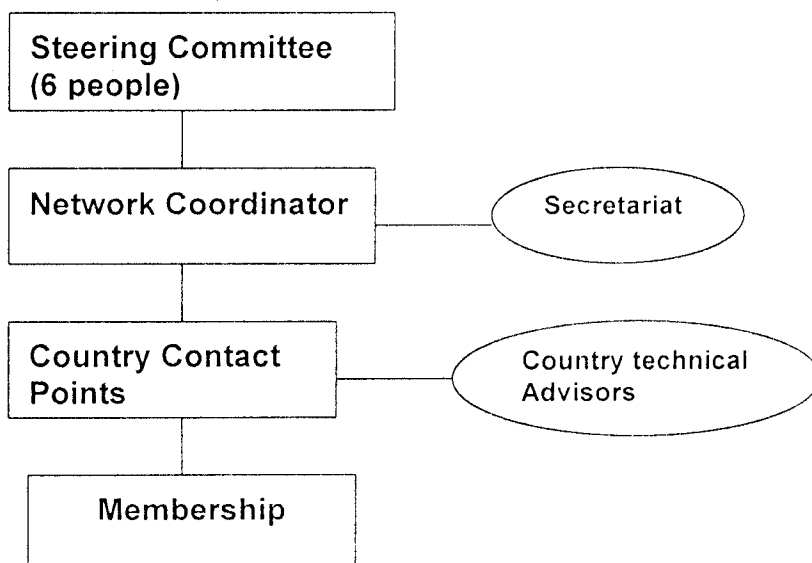 Steering Committee
(6 people)
Network Coordinator
Secretariat
Country Contact
Points
Country technical
Advisors
Membership